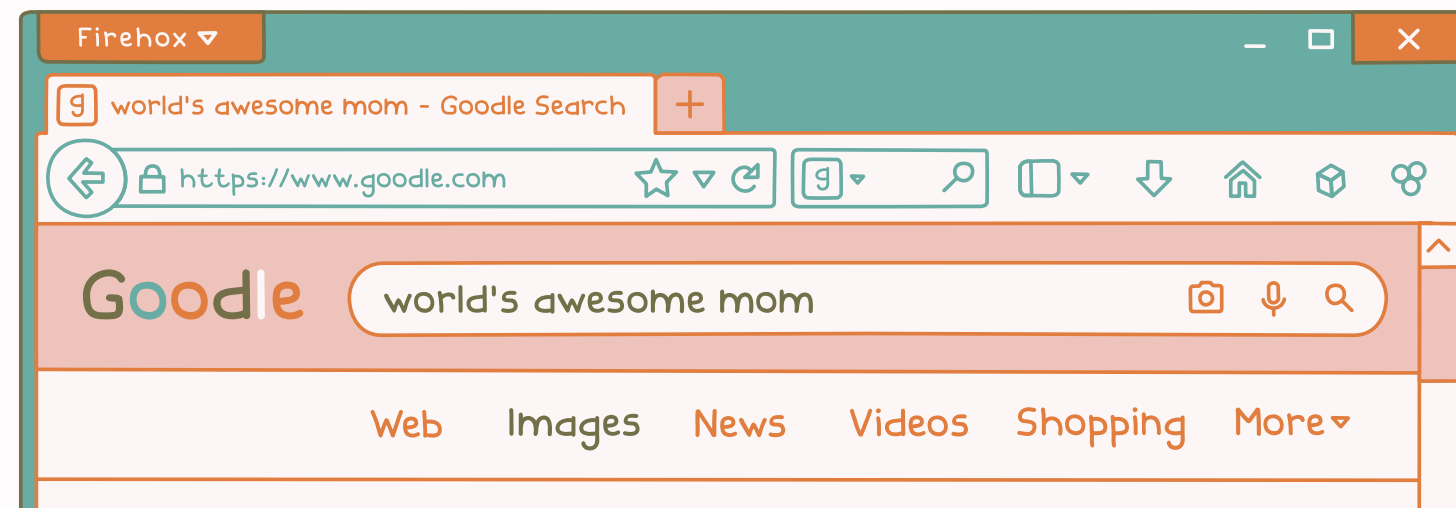 Firehox
g world's awesome mom - Goodle Search
https://www.goodle.com g
Goodle world's awesome mom
Web Images News Videos Shopping More